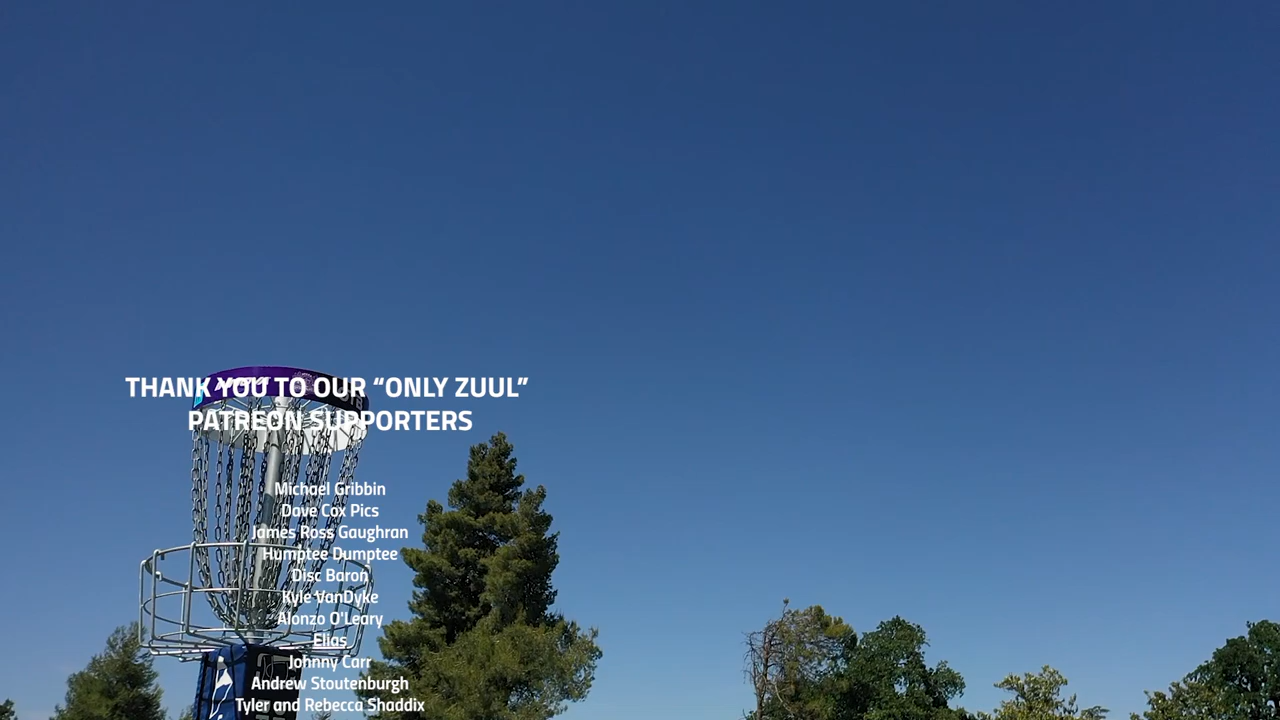 THANK YOU TO OUR “ONLY ZUUL”
PATREON SUPPORTERS
Michael Gribbin
Dave Cox Pics
James Ross Gaughran
Humptee Dumptee
Disc Baron
Kyle VanDyke
Alonzo O'Leary
Elias
Johnny Carr
Andrew Stoutenburgh
Tyler and Rebecca Shaddix